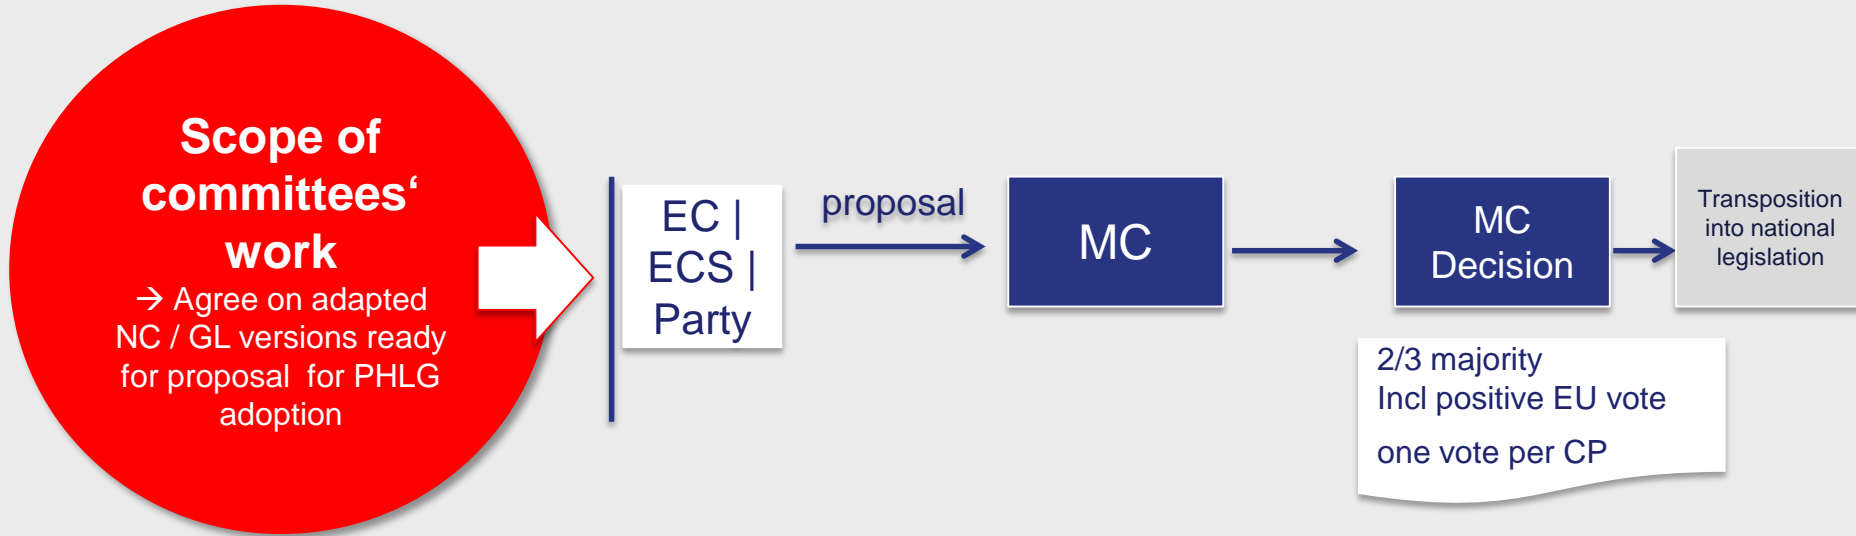 Scope of
committees‘
work
→ Agree on adapted
NC / GL versions ready
for proposal  for PHLG
adoption
EC |
ECS |
Party
proposal
MC
MC
Decision
2/3 majority
Incl positive EU vote
one vote per CP
Transposition
into national
legislation